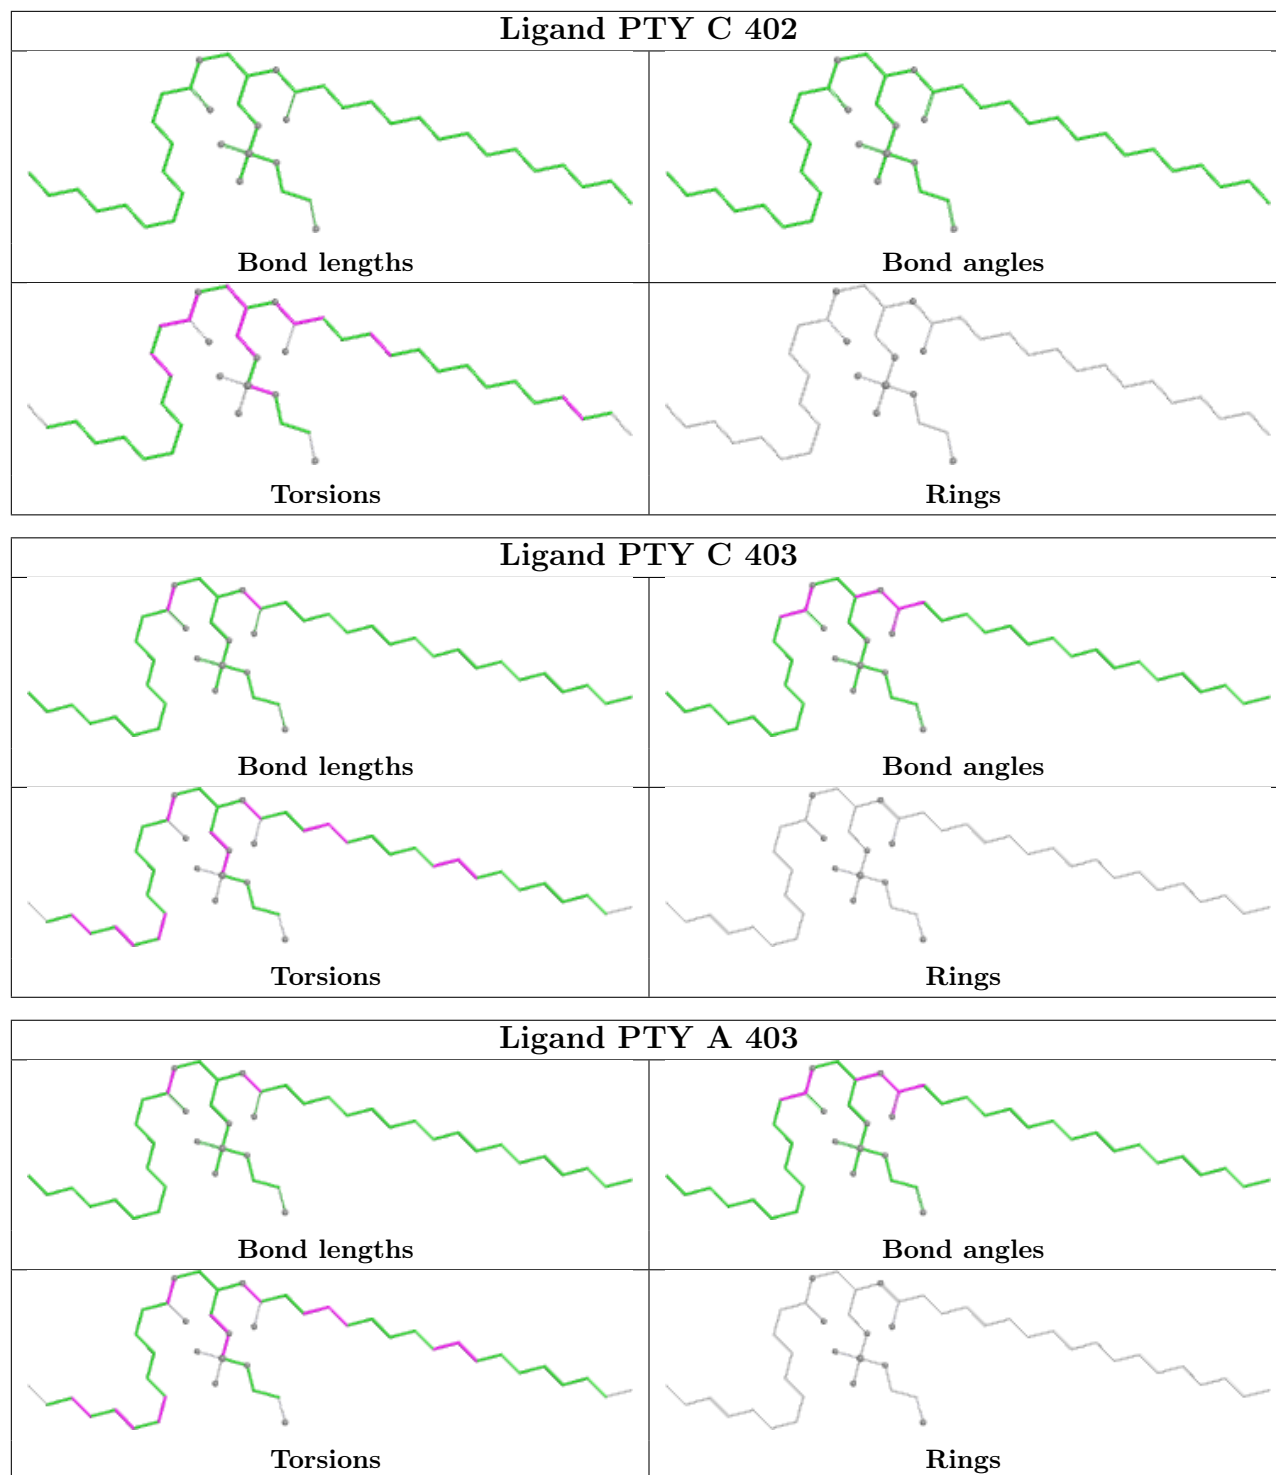 Ligand PTY C 402
Bond lengths
Bond angles
Torsions
Rings
Ligand PTY C 403
Bond lengths
Bond angles
Torsions
Rings
Ligand PTY A 403
Bond lengths
Bond angles
Torsions
Rings